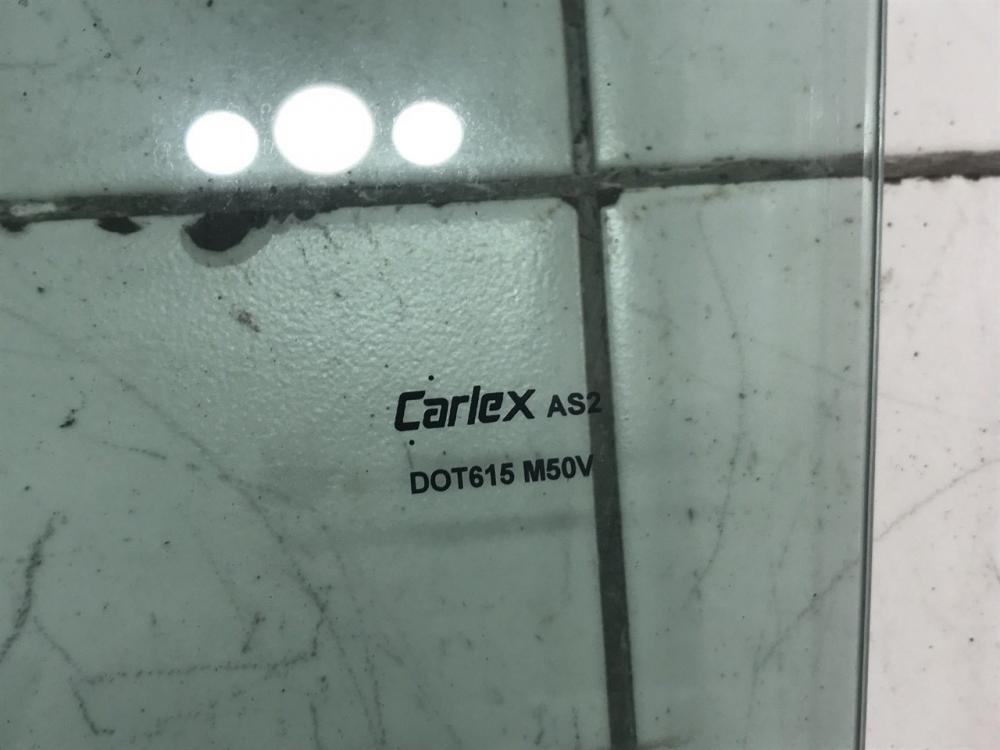 Carlex AS2
DOT615 M50V